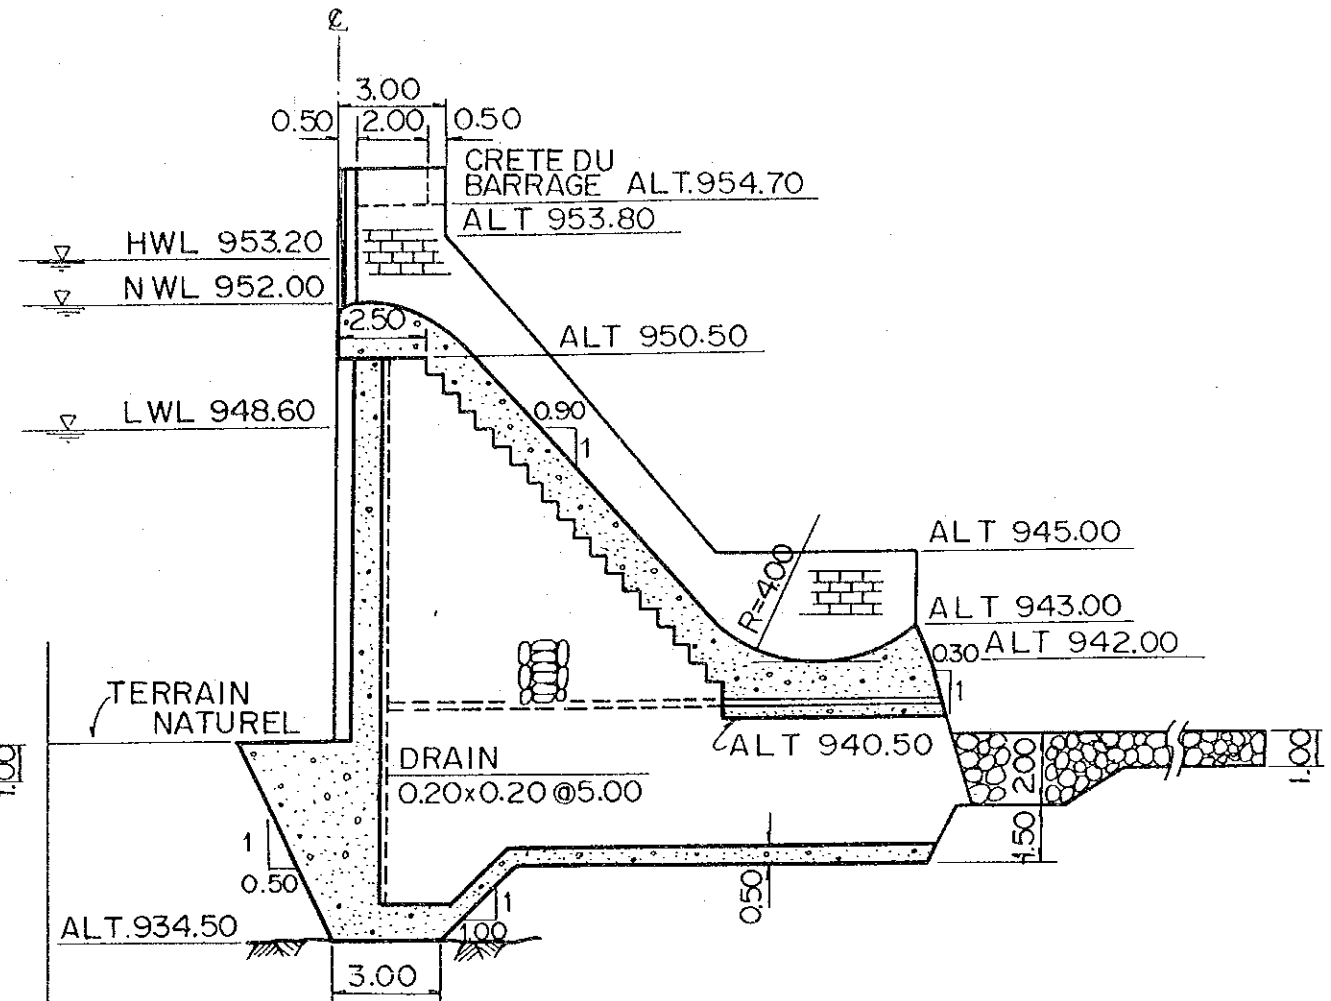 ℄
3.00
0.50 2.00 0.50
CRETE DU
BARRAGE ALT.954.70
ALT 953.80
HWL 953.20
NWL 952.00
2.50
ALT 950.50
LWL 948.60
0.90
1
ALT 945.00
R=4.00
ALT 943.00
0.30 ALT 942.00
1
TERRAIN
NATUREL
ALT 940.50
1.00
2.00
1.00
DRAIN
0.20x0.20 @5.00
1
0.50
1.50
0.50
1
1.00
ALT.934.50
3.00